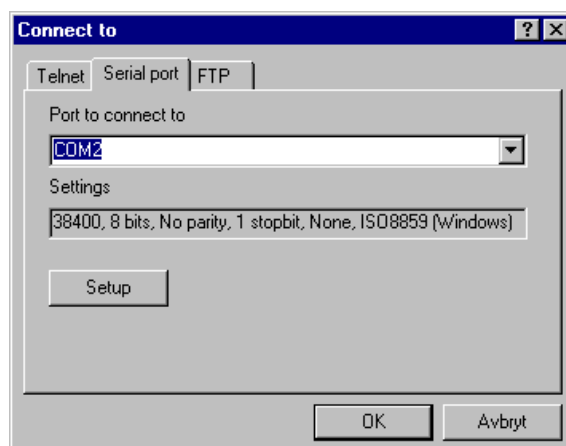 Connect to
Telnet Serial port FTP
Port to connect to
COM2
Settings
38400, 8 bits, No parity, 1 stopbit, None, ISO8859 (Windows)
Setup
OK Avbryt